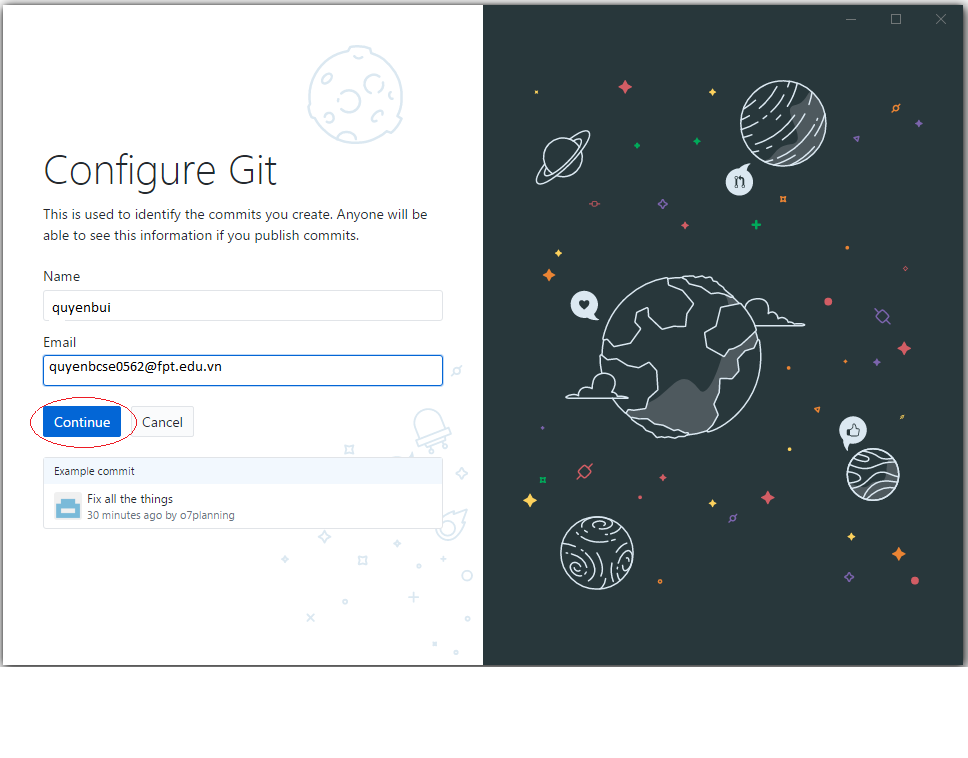 Configure Git
This is used to identify the commits you create. Anyone will be
able to see this information if you publish commits.
Name
quyenbui
Email
quyenbcse0562@fpt.edu.vn
Continue
Cancel
Example commit
Fix all the things
30 minutes ago by o7planning